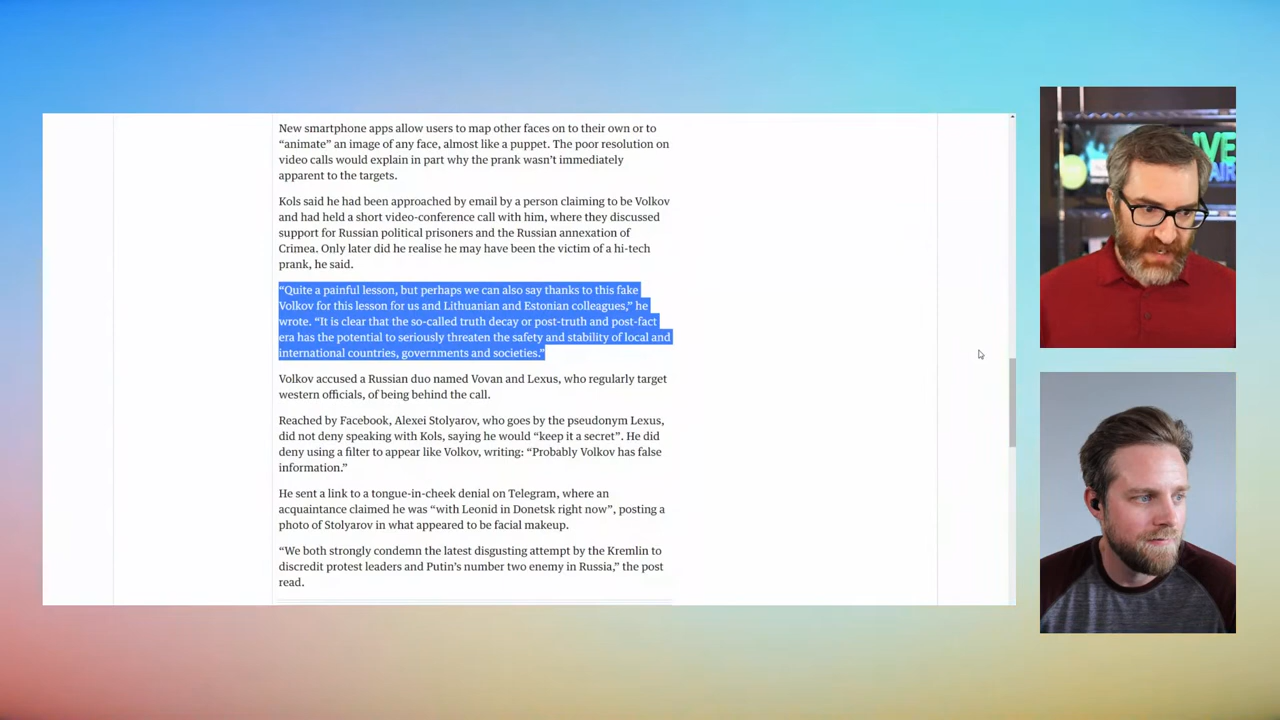 New smartphone apps allow users to map other faces on to their own or to
“animate” an image of any face, almost like a puppet. The poor resolution on
video calls would explain in part why the prank wasn’t immediately
apparent to the targets.
Kols said he had been approached by email by a person claiming to be Volkov
and had held a short video-conference call with him, where they discussed
support for Russian political prisoners and the Russian annexation of
Crimea. Only later did he realise he may have been the victim of a hi-tech
prank, he said.
“Quite a painful lesson, but perhaps we can also say thanks to this fake
Volkov for this lesson for us and Lithuanian and Estonian colleagues,” he
wrote. “It is clear that the so-called truth decay or post-truth and post-fact
era has the potential to seriously threaten the safety and stability of local and
international countries, governments and societies.”
Volkov accused a Russian duo named Vovan and Lexus, who regularly target
western officials, of being behind the call.
Reached by Facebook, Alexei Stolyarov, who goes by the pseudonym Lexus,
did not deny speaking with Kols, saying he would “keep it a secret”. He did
deny using a filter to appear like Volkov, writing: “Probably Volkov has false
information.”
He sent a link to a tongue-in-cheek denial on Telegram, where an
acquaintance claimed he was “with Leonid in Donetsk right now”, posting a
photo of Stolyarov in what appeared to be facial makeup.
“We both strongly condemn the latest disgusting attempt by the Kremlin to
discredit protest leaders and Putin’s number two enemy in Russia,” the post
read.